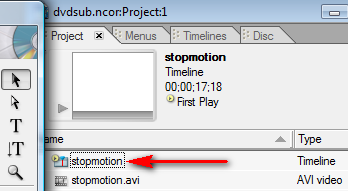 dvdsub.ncor:Project:1
Project Menus Timelines Disc
stopmotion
Timeline
00;00;17;18
First Play
ame Type
stopmotion Timeline
stopmotion.avi AVI video
T
T